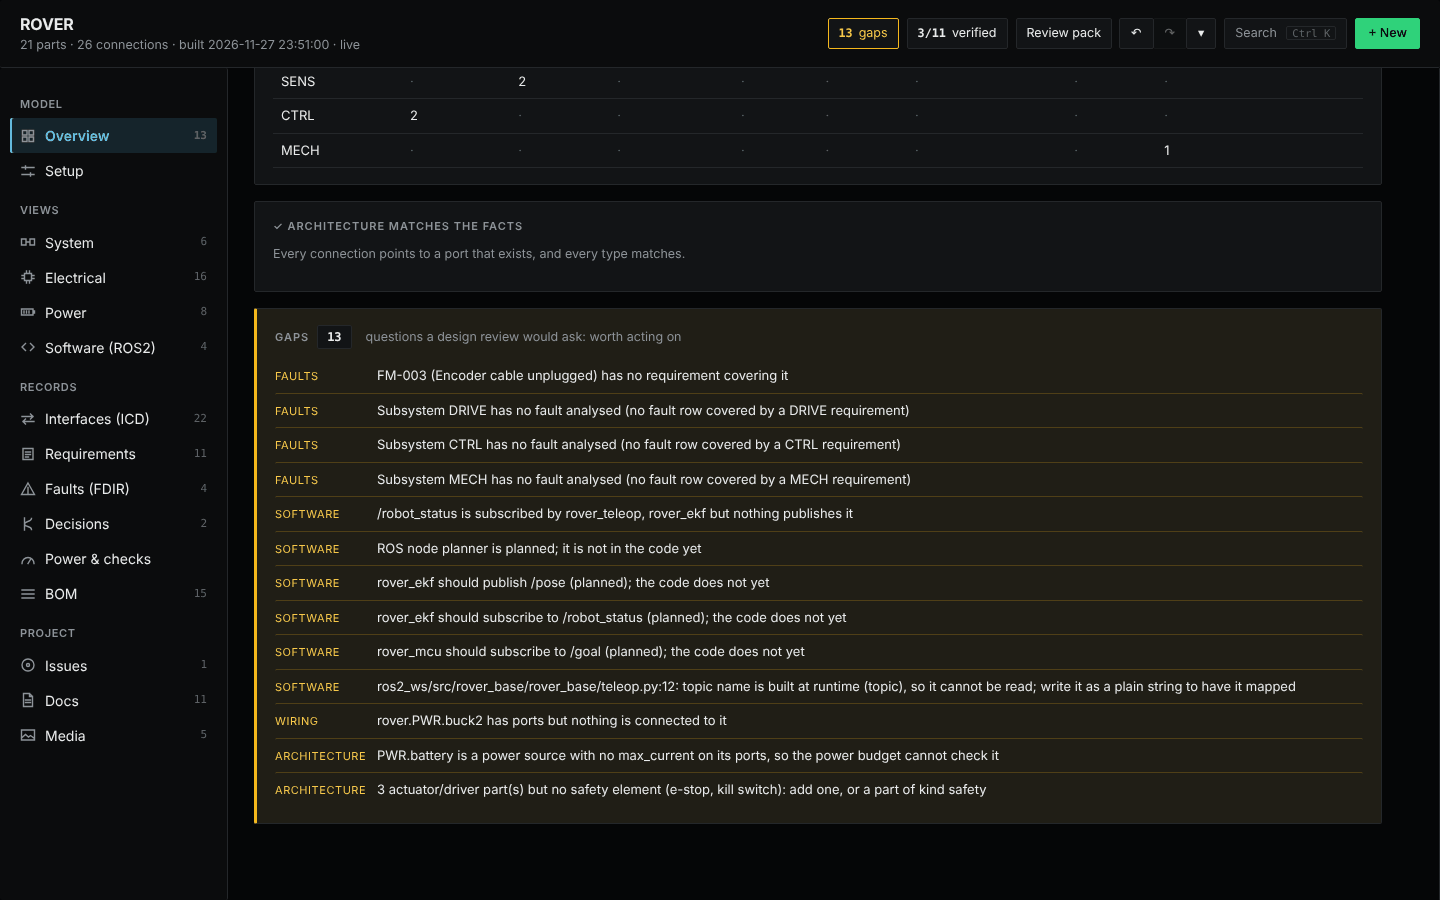 ROVER
21 parts · 26 connections · built 2026-11-27 23:51:00 · live
13 gaps
3/11 verified
Review pack
↶
↷
▾
Search Ctrl K
+ New
MODEL
Overview 13
Setup
VIEWS
System 6
Electrical 16
Power 8
Software (ROS2) 4
RECORDS
Interfaces (ICD) 22
Requirements 11
Faults (FDIR) 4
Decisions 2
Power & checks
BOM 15
PROJECT
Issues 1
Docs 11
Media 5
SENS · 2 · · · · · ·
CTRL 2 · · · · · · ·
MECH · · · · · · · 1
✓ ARCHITECTURE MATCHES THE FACTS
Every connection points to a port that exists, and every type matches.
GAPS 13 questions a design review would ask: worth acting on
FAULTS FM-003 (Encoder cable unplugged) has no requirement covering it
FAULTS Subsystem DRIVE has no fault analysed (no fault row covered by a DRIVE requirement)
FAULTS Subsystem CTRL has no fault analysed (no fault row covered by a CTRL requirement)
FAULTS Subsystem MECH has no fault analysed (no fault row covered by a MECH requirement)
SOFTWARE /robot_status is subscribed by rover_teleop, rover_ekf but nothing publishes it
SOFTWARE ROS node planner is planned; it is not in the code yet
SOFTWARE rover_ekf should publish /pose (planned); the code does not yet
SOFTWARE rover_ekf should subscribe to /robot_status (planned); the code does not yet
SOFTWARE rover_mcu should subscribe to /goal (planned); the code does not yet
SOFTWARE ros2_ws/src/rover_base/rover_base/teleop.py:12: topic name is built at runtime (topic), so it cannot be read; write it as a plain string to have it mapped
WIRING rover.PWR.buck2 has ports but nothing is connected to it
ARCHITECTURE PWR.battery is a power source with no max_current on its ports, so the power budget cannot check it
ARCHITECTURE 3 actuator/driver part(s) but no safety element (e-stop, kill switch): add one, or a part of kind safety